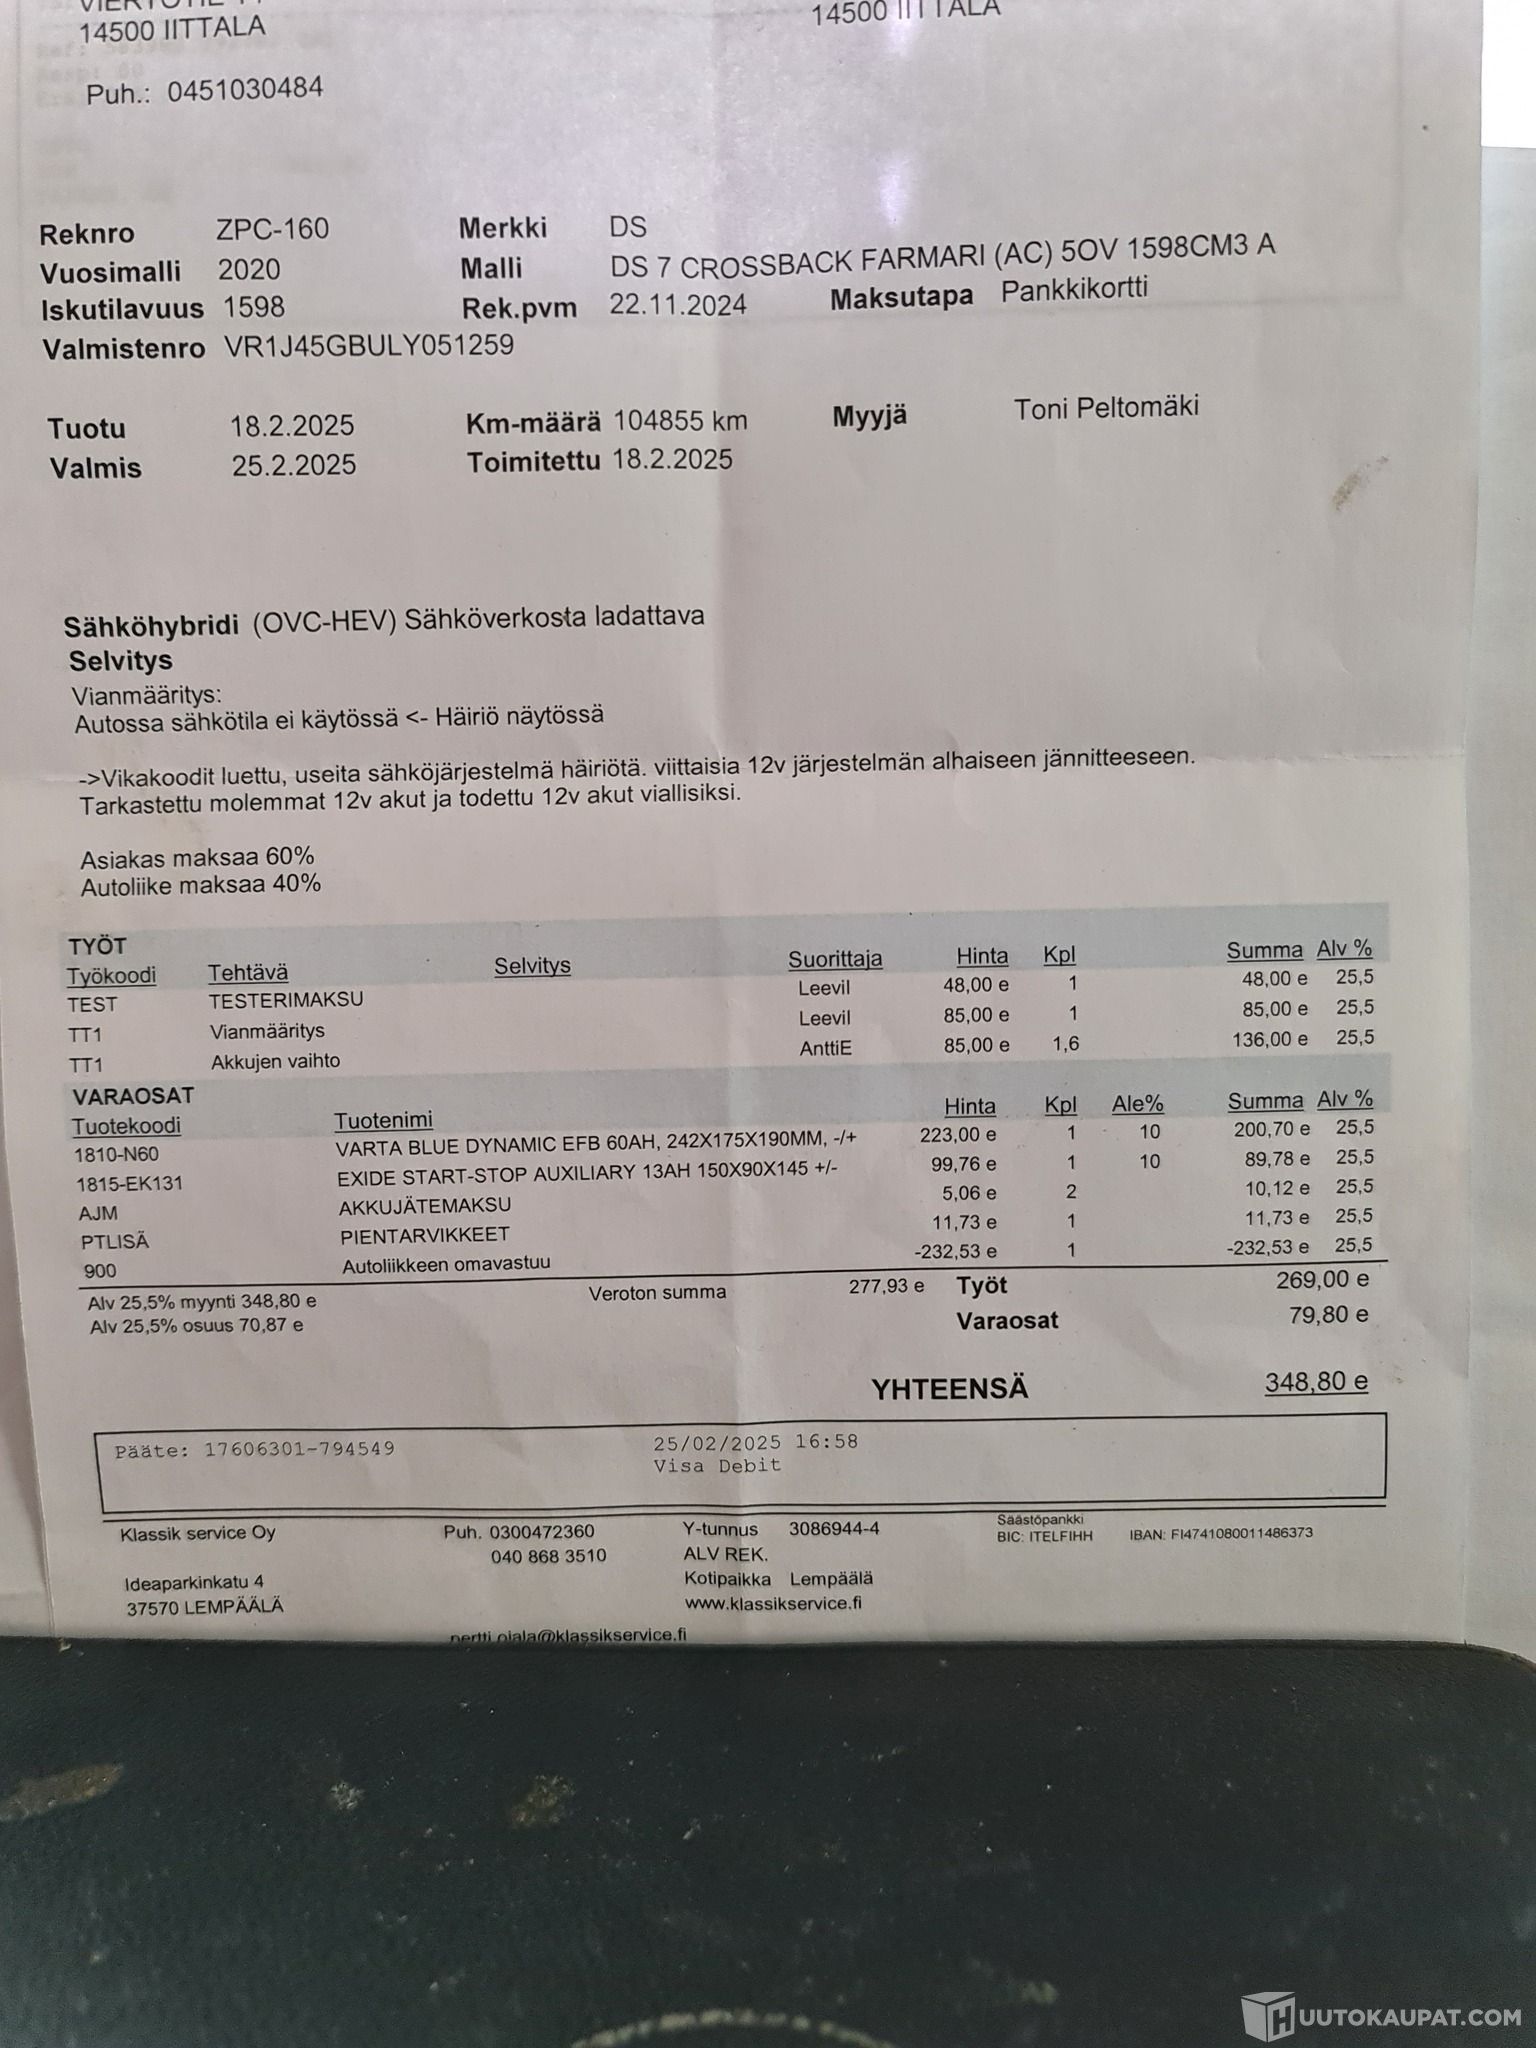 14500 IITTALA
14500 IITTALA
Puh.: 0451030484
Reknro ZPC-160 Merkki DS
Vuosimalli 2020 Malli DS 7 CROSSBACK FARMARI (AC) 5OV 1598CM3 A
Iskutilavuus 1598 Rek.pvm 22.11.2024 Maksutapa Pankkikortti
Valmistenro VR1J45GBULY051259
Tuotu 18.2.2025 Km-määrä 104855 km Myyjä Toni Peltomäki
Valmis 25.2.2025 Toimitettu 18.2.2025
Sähköhybridi (OVC-HEV) Sähköverkosta ladattava
Selvitys
Vianmääritys:
Autossa sähkötila ei käytössä <- Häiriö näytössä
->Vikakoodit luettu, useita sähköjärjestelmä häiriötä. viittaisia 12v järjestelmän alhaiseen jännitteeseen.
Tarkastettu molemmat 12v akut ja todettu 12v akut viallisiksi.
Asiakas maksaa 60%
Autoliike maksaa 40%
TYÖT
Työkoodi Tehtävä Selvitys Suorittaja Hinta Kpl Summa Alv %
TEST TESTERIMAKSU Leevil 48,00 e 1 48,00 e 25,5
TT1 Vianmääritys Leevil 85,00 e 1 85,00 e 25,5
TT1 Akkujen vaihto AnttiE 85,00 e 1,6 136,00 e 25,5
VARAOSAT
Tuotekoodi Tuotenimi Hinta Kpl Ale% Summa Alv %
1810-N60 VARTA BLUE DYNAMIC EFB 60AH, 242X175X190MM, -/+ 223,00 e 1 10 200,70 e 25,5
1815-EK131 EXIDE START-STOP AUXILIARY 13AH 150X90X145 +/- 99,76 e 1 10 89,78 e 25,5
AJM AKKUJÄTEMAKSU 5,06 e 2 10,12 e 25,5
PTLISÄ PIENTARVIKKEET 11,73 e 1 11,73 e 25,5
900 Autoliikkeen omavastuu -232,53 e 1 -232,53 e 25,5
Alv 25,5% myynti 348,80 e Veroton summa 277,93 e Työt 269,00 e
Alv 25,5% osuus 70,87 e Varaosat 79,80 e
YHTEENSÄ 348,80 e
Pääte: 17606301-794549 25/02/2025 16:58
Visa Debit
Klassik service Oy Puh. 0300472360 Y-tunnus 3086944-4 Säästöpankki
040 868 3510 ALV REK. BIC: ITELFIHH IBAN: FI4741080011486373
Ideaparkinkatu 4 Kotipaikka Lempäälä
37570 LEMPÄÄLÄ www.klassikservice.fi
pertti.ojala@klassikservice.fi
HUUTOKAUPAT.COM